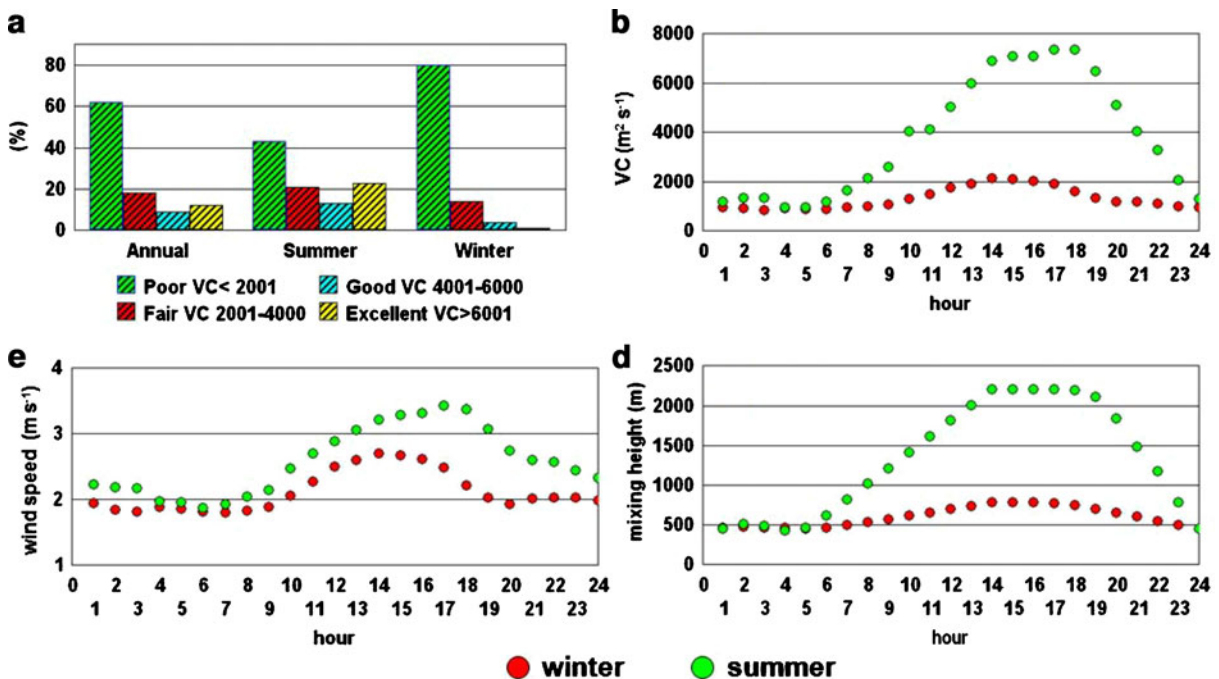 a
80
60
40
20
0
(%)
Annual Summer Winter
Poor VC< 2001
Good VC 4001-6000
Fair VC 2001-4000
Excellent VC>6001
b
8000
6000
4000
2000
0
VC (m² s⁻¹)
0 2 4 6 8 10 12 14 16 18 20 22 24
1 3 5 7 9 11 13 15 17 19 21 23
hour
e
4
3
2
1
wind speed (m s⁻¹)
0 2 4 6 8 10 12 14 16 18 20 22 24
1 3 5 7 9 11 13 15 17 19 21 23
hour
d
2500
2000
1500
1000
500
0
mixing height (m)
0 2 4 6 8 10 12 14 16 18 20 22 24
1 3 5 7 9 11 13 15 17 19 21 23
hour
winter summer